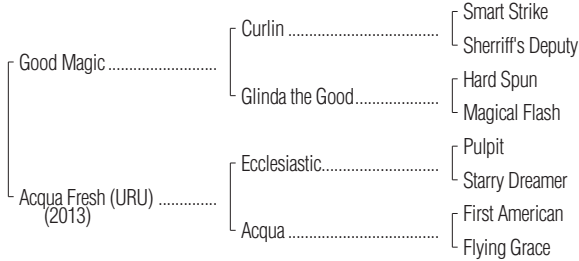 Smart Strike
Curlin
Sherriff's Deputy
Good Magic
Hard Spun
Glinda the Good
Magical Flash
Pulpit
Ecclesiastic
Starry Dreamer
Acqua Fresh (URU)
(2013)
First American
Acqua
Flying Grace